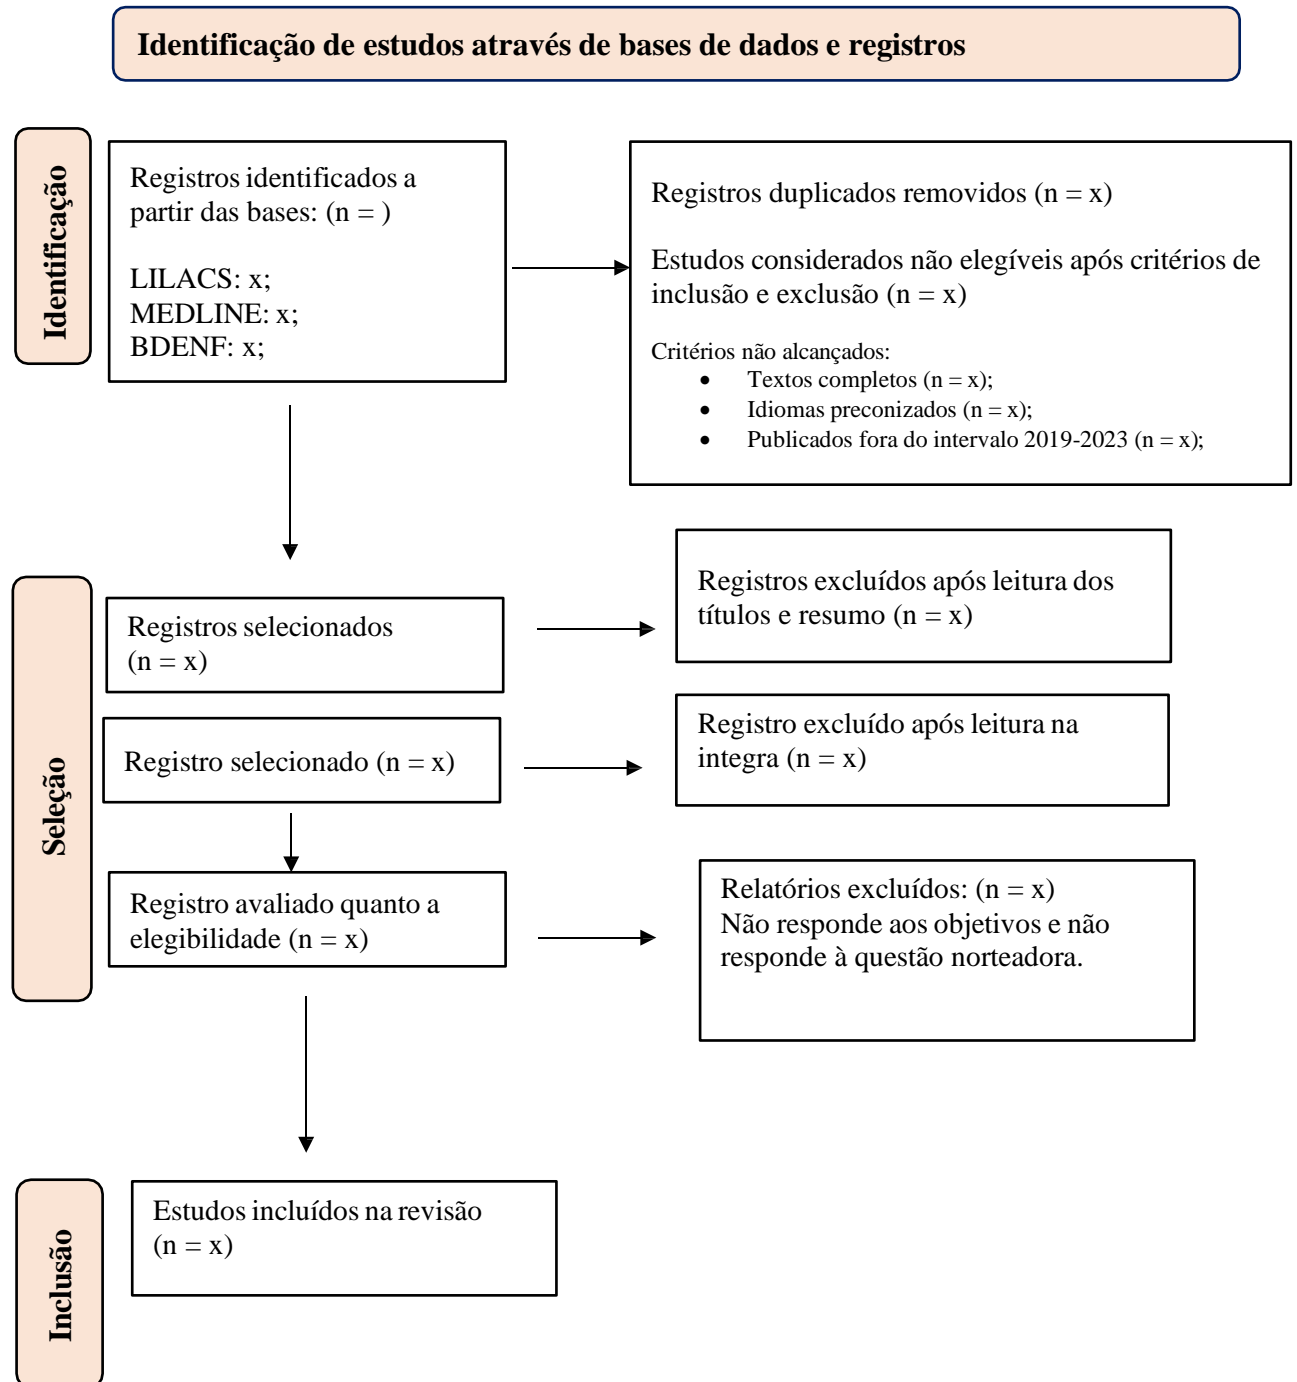 Identificação de estudos através de bases de dados e registros
Identificação
Registros identificados a
partir das bases: (n = )
LILACS: x;
MEDLINE: x;
BDENF: x;
Registros duplicados removidos (n = x)
Estudos considerados não elegíveis após critérios de
inclusão e exclusão (n = x)
Critérios não alcançados:
• Textos completos (n = x);
• Idiomas preconizados (n = x);
• Publicados fora do intervalo 2019-2023 (n = x);
Seleção
Registros selecionados
(n = x)
Registros excluídos após leitura dos
títulos e resumo (n = x)
Registro selecionado (n = x)
Registro excluído após leitura na
integra (n = x)
Registro avaliado quanto a
elegibilidade (n = x)
Relatórios excluídos: (n = x)
Não responde aos objetivos e não
responde à questão norteadora.
Inclusão
Estudos incluídos na revisão
(n = x)